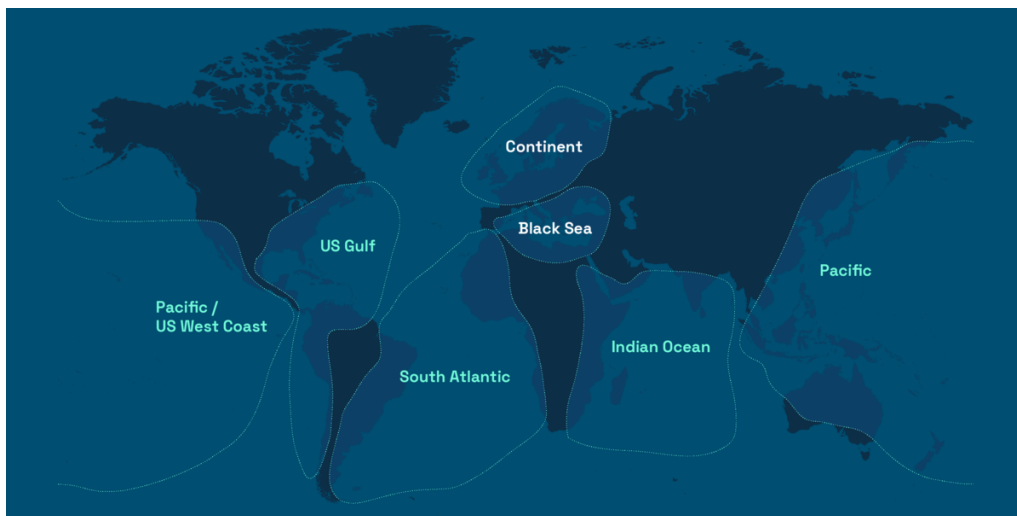 Continent
Black Sea
US Gulf
Pacific
Pacific /
US West Coast
Indian Ocean
South Atlantic